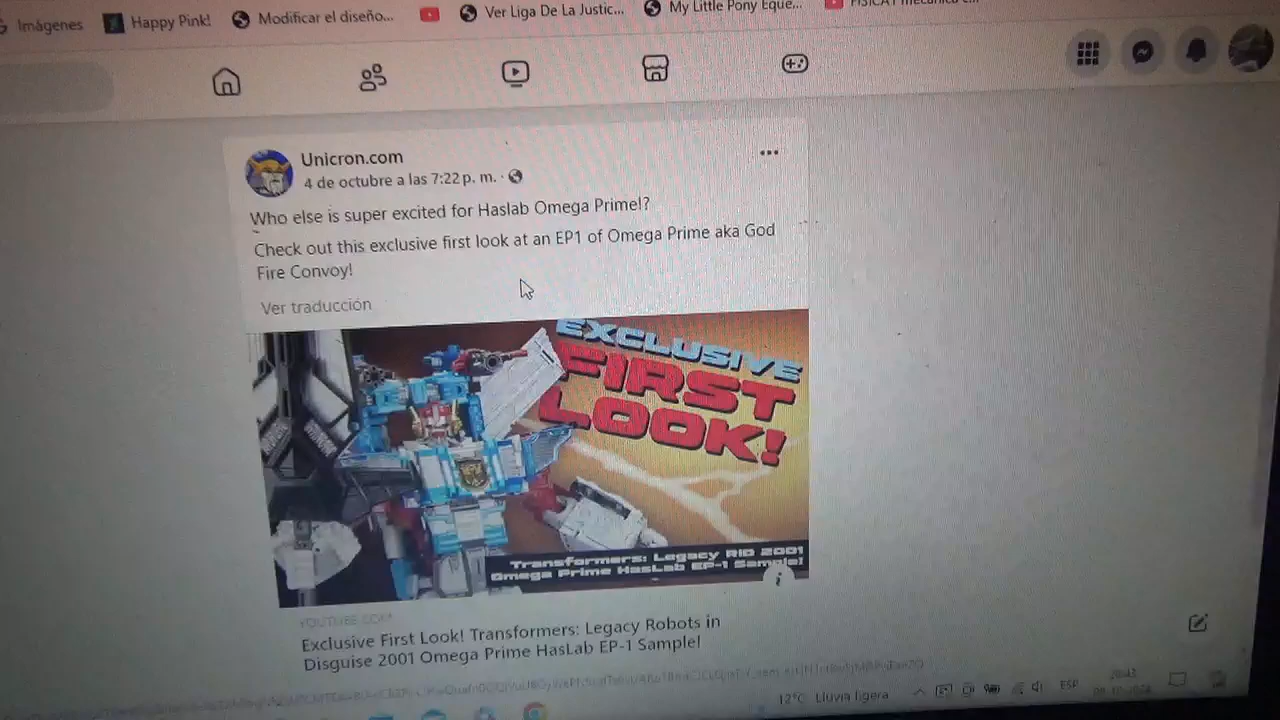 Imágenes
Happy Pink!
Modificar el diseño...
Ver Liga De La Justic...
My Little Pony Eque...
Unicron.com
4 de octubre a las 7:22 p. m. ·
Who else is super excited for Haslab Omega Prime!?
Check out this exclusive first look at an EP1 of Omega Prime aka God
Fire Convoy!
Ver traducción
EXCLUSIVE
FIRST
LOOK!
Transformers: Legacy RID 2001
Omega Prime HasLab EP-1 Sample!
YOUTUBE.COM
Exclusive First Look! Transformers: Legacy Robots in
Disguise 2001 Omega Prime HasLab EP-1 Sample!
12°C Lluvia ligera
ESP
20:43